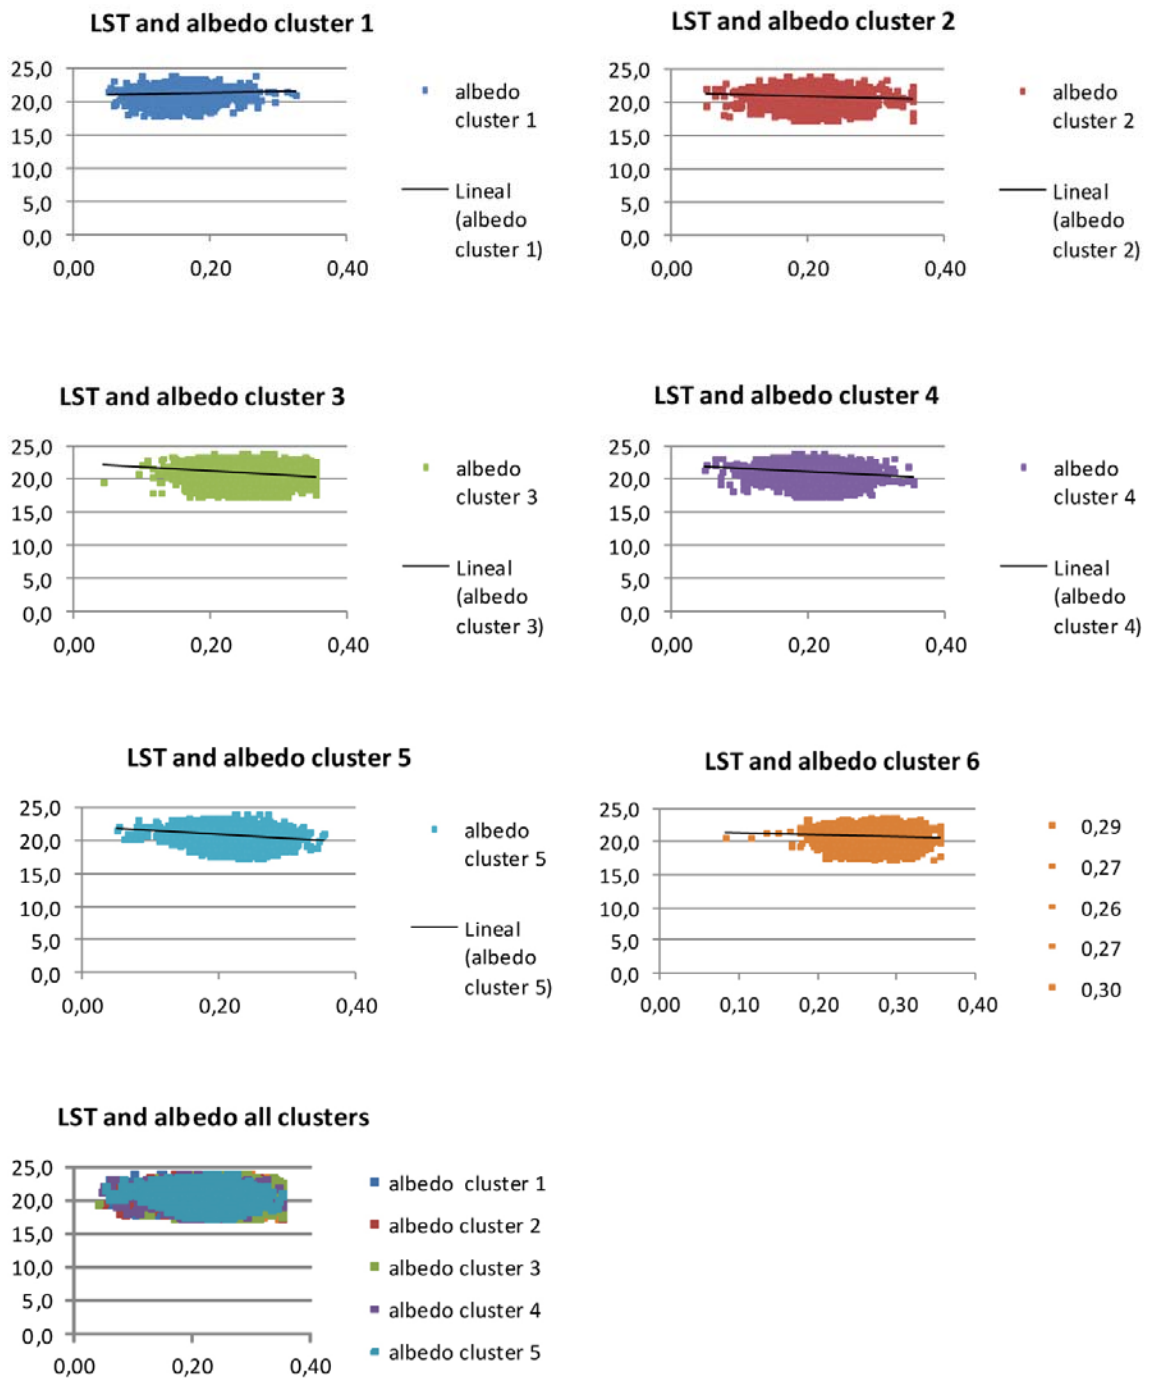 LST and albedo cluster 1
25,0
20,0
15,0
10,0
5,0
0,0
0,00 0,20 0,40
albedo
cluster 1
Lineal
(albedo
cluster 1)
LST and albedo cluster 2
25,0
20,0
15,0
10,0
5,0
0,0
0,00 0,20 0,40
albedo
cluster 2
Lineal
(albedo
cluster 2)
LST and albedo cluster 3
25,0
20,0
15,0
10,0
5,0
0,0
0,00 0,20 0,40
albedo
cluster 3
Lineal
(albedo
cluster 3)
LST and albedo cluster 4
25,0
20,0
15,0
10,0
5,0
0,0
0,00 0,20 0,40
albedo
cluster 4
Lineal
(albedo
cluster 4)
LST and albedo cluster 5
25,0
20,0
15,0
10,0
5,0
0,0
0,00 0,20 0,40
albedo
cluster 5
Lineal
(albedo
cluster 5)
LST and albedo cluster 6
25,0
20,0
15,0
10,0
5,0
0,0
0,00 0,10 0,20 0,30 0,40
0,29
0,27
0,26
0,27
0,30
LST and albedo all clusters
25,0
20,0
15,0
10,0
5,0
0,0
0,00 0,20 0,40
albedo cluster 1
albedo cluster 2
albedo cluster 3
albedo cluster 4
albedo cluster 5